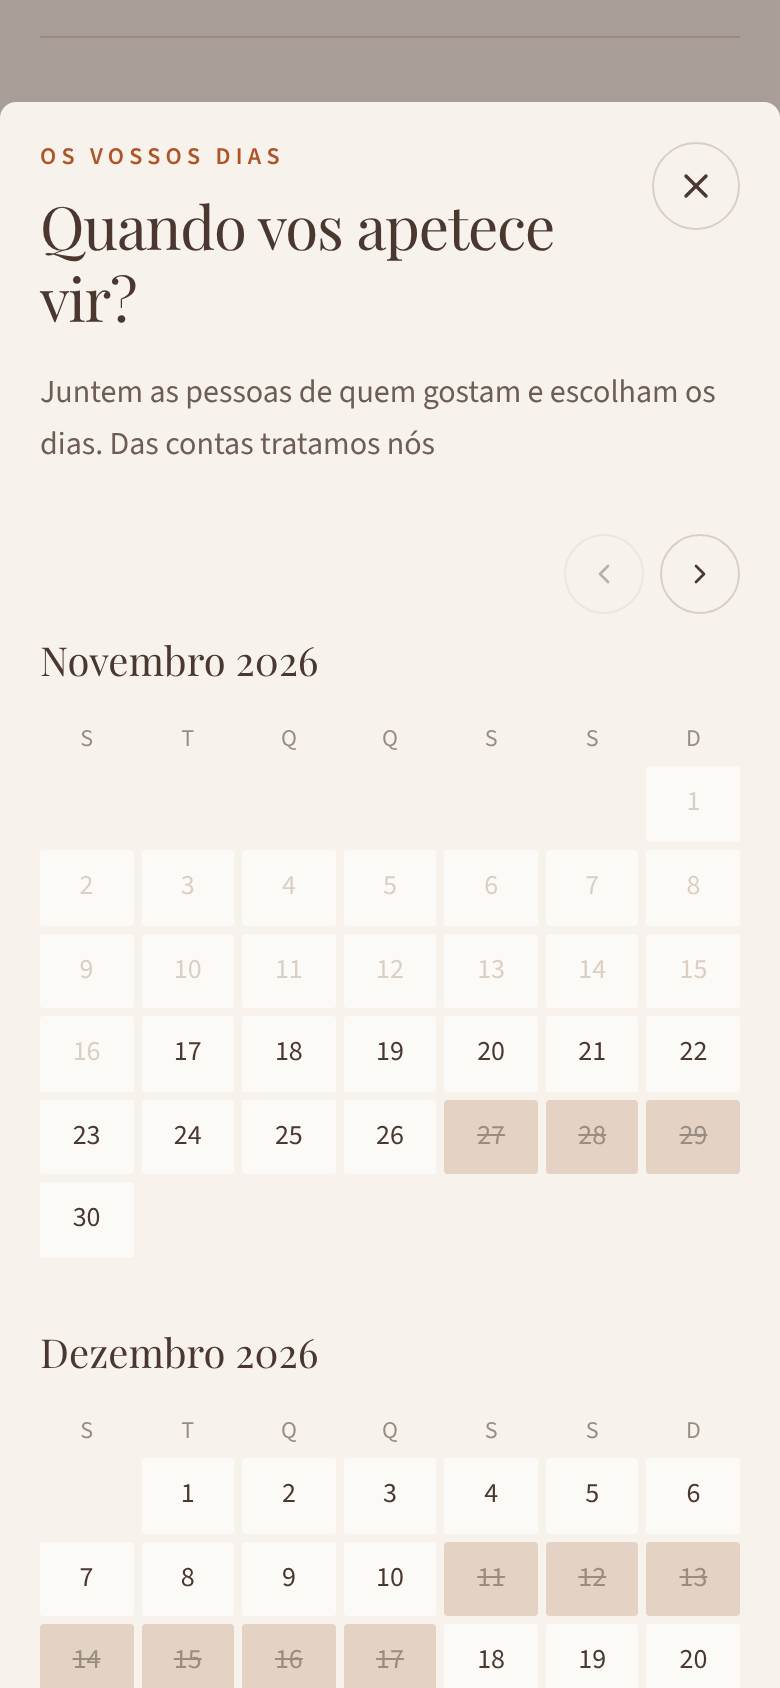 OS VOSSOS DIAS
Quando vos apetece
vir?
Juntem as pessoas de quem gostam e escolham os
dias. Das contas tratamos nós
Novembro 2026
S T Q Q S S D
1
2 3 4 5 6 7 8
9 10 11 12 13 14 15
16 17 18 19 20 21 22
23 24 25 26 27 28 29
30
Dezembro 2026
S T Q Q S S D
1 2 3 4 5 6
7 8 9 10 11 12 13
14 15 16 17 18 19 20